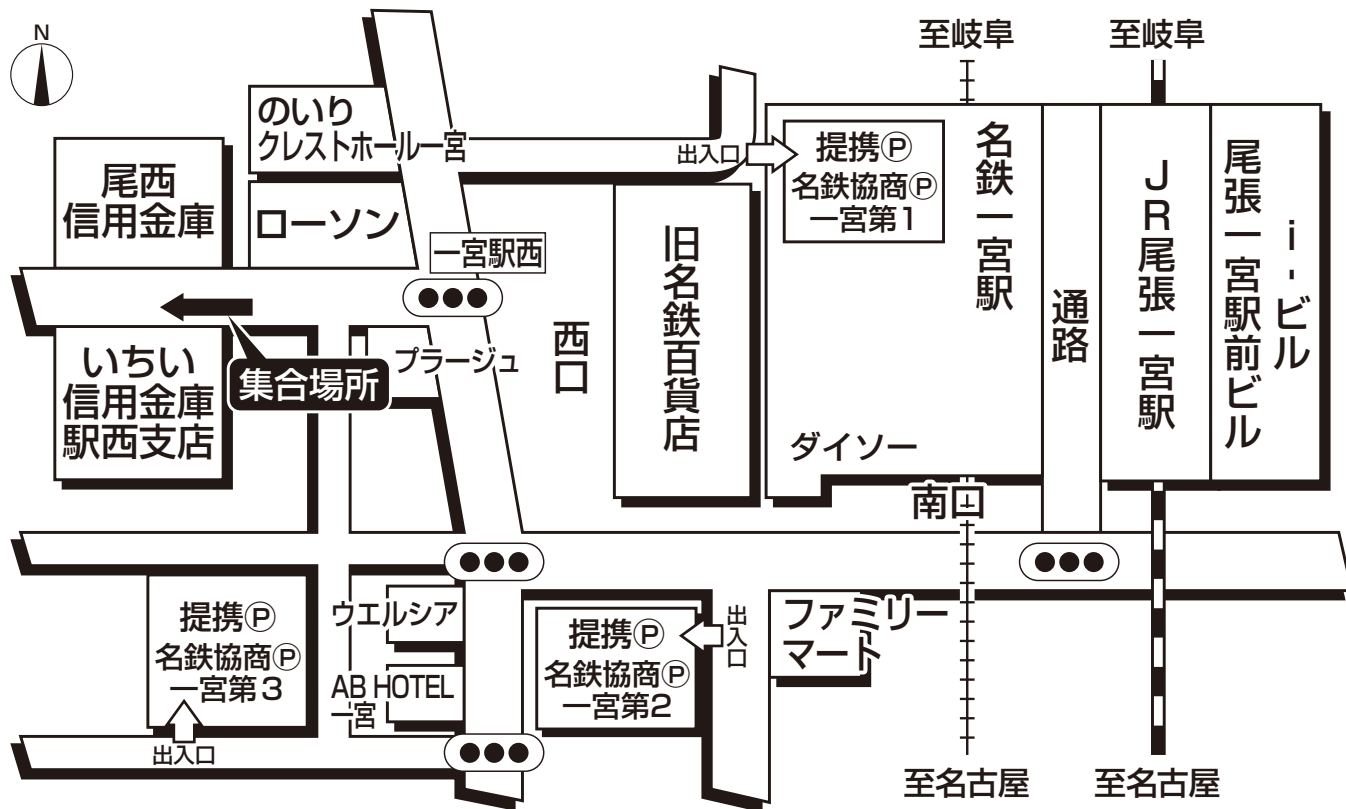 N
至岐阜
至岐阜
のいり
クレストホール一宮
出入口
提携Ⓟ
名鉄協商Ⓟ
一宮第1
名鉄一宮駅
通路
JR尾張一宮駅
尾張一宮駅前ビル
i-ビル
尾西
信用金庫
ローソン
一宮駅西
旧名鉄百貨店
西口
いちい
信用金庫
駅西支店
集合場所
プラージュ
ダイソー
南口
提携Ⓟ
名鉄協商Ⓟ
一宮第3
出入口
ウエルシア
AB HOTEL
一宮
提携Ⓟ
名鉄協商Ⓟ
一宮第2
出入口
ファミリー
マート
至名古屋
至名古屋